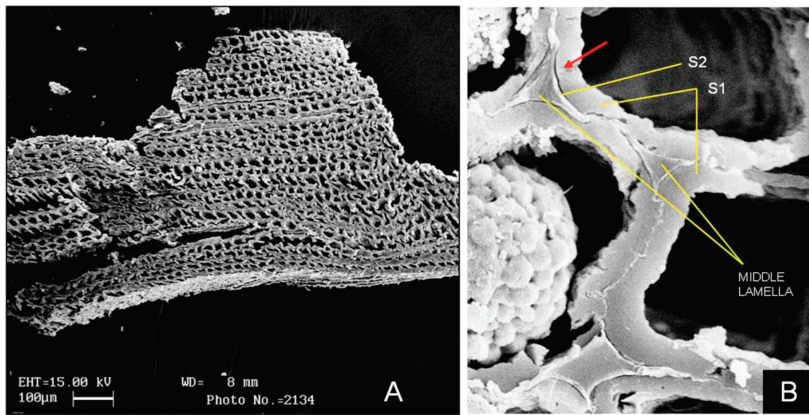 EHT=15.00 kV
WD= 8 mm
100µm
Photo No.=2134
A
S2
S1
MIDDLE
LAMELLA
B